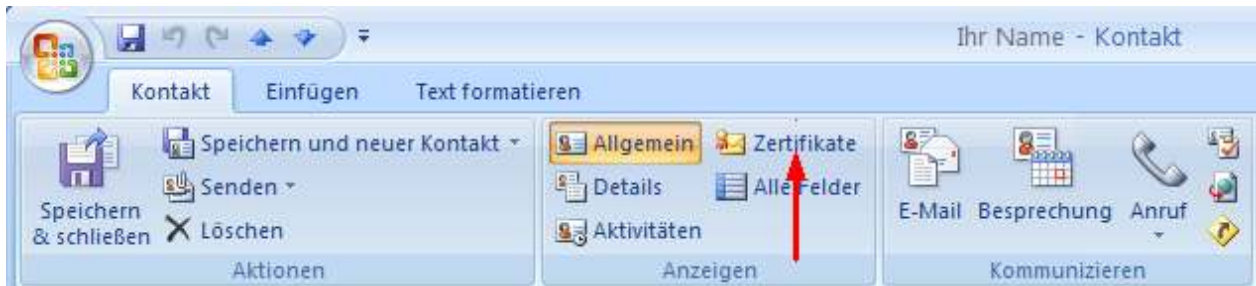 Ihr Name - Kontakt
Kontakt Einfügen Text formatieren
Speichern & schließen
Speichern und neuer Kontakt
Senden
Löschen
Aktionen
Allgemein
Details
Aktivitäten
Zertifikate
Alle Felder
Anzeigen
E-Mail
Besprechung
Anruf
Kommunizieren